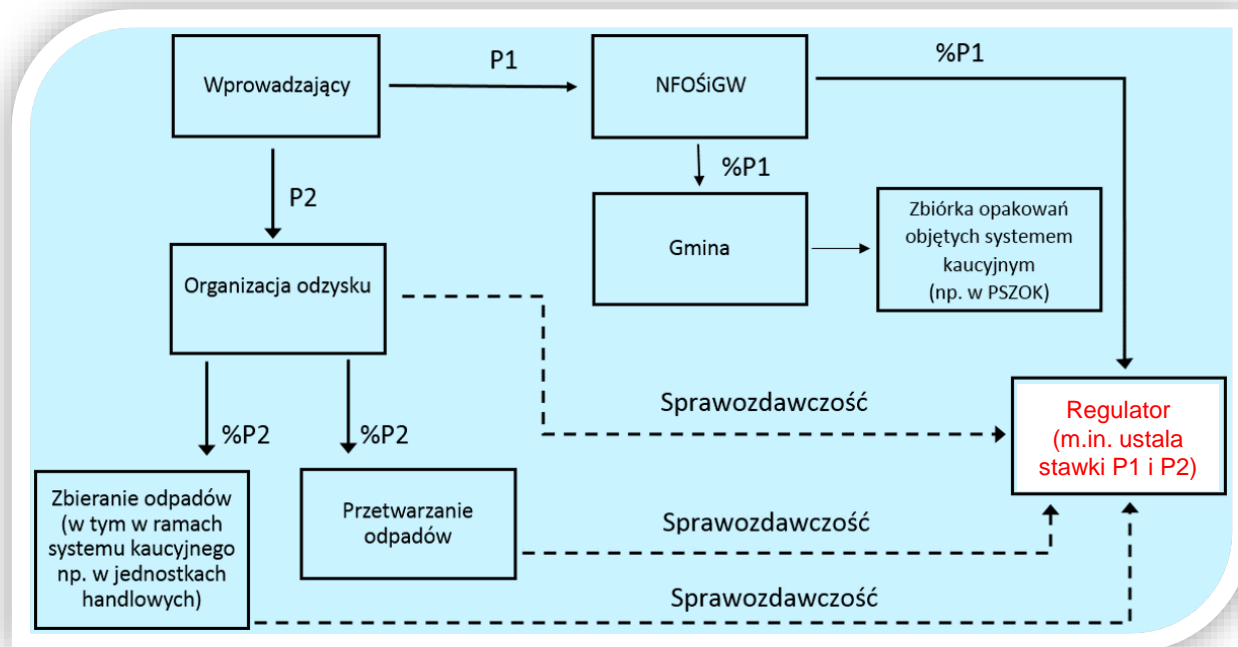 Wprowadzający
P1
NFOŚiGW
%P1
%P1
P2
Gmina
Zbiórka opakowań
objętych systemem
kaucyjnym
(np. w PSZOK)
Organizacja odzysku
Sprawozdawczość
Regulator
(m.in. ustala
stawki P1 i P2)
%P2
%P2
Zbieranie odpadów
(w tym w ramach
systemu kaucyjnego
np. w jednostkach
handlowych)
Przetwarzanie
odpadów
Sprawozdawczość
Sprawozdawczość